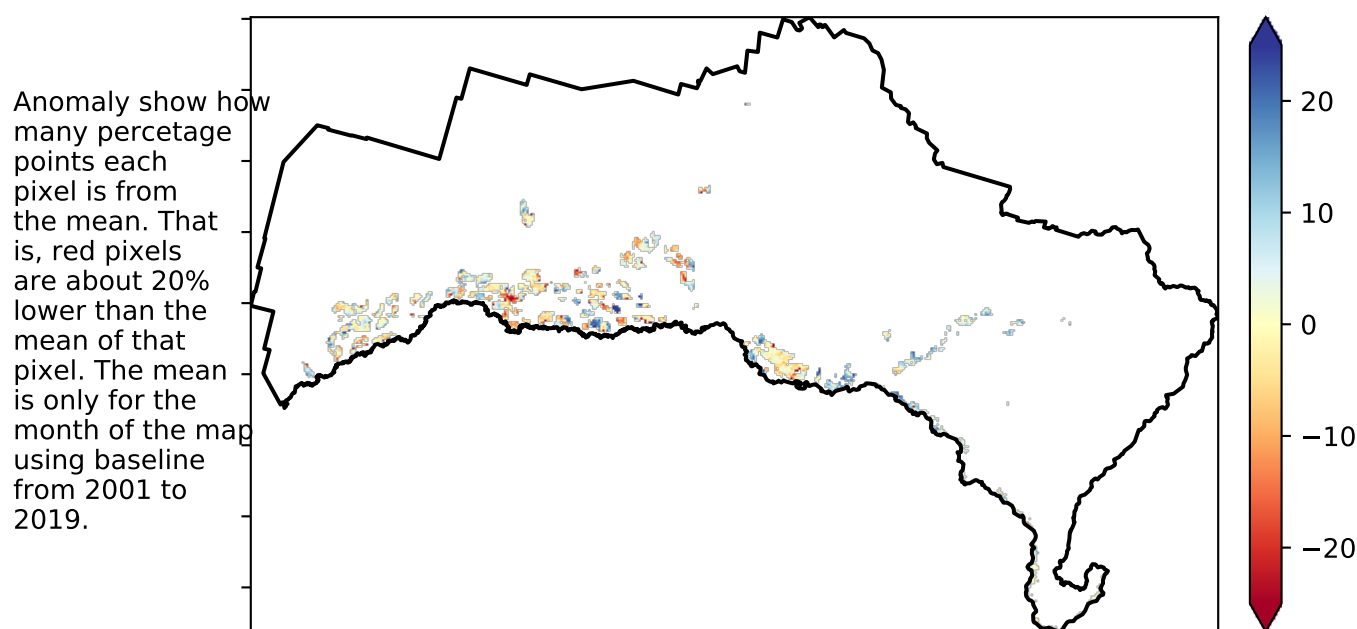 Anomaly show how
many percetage
points each
pixel is from
the mean. That
is, red pixels
are about 20%
lower than the
mean of that
pixel. The mean
is only for the
month of the map
using baseline
from 2001 to
2019.
20
10
0
−10
−20